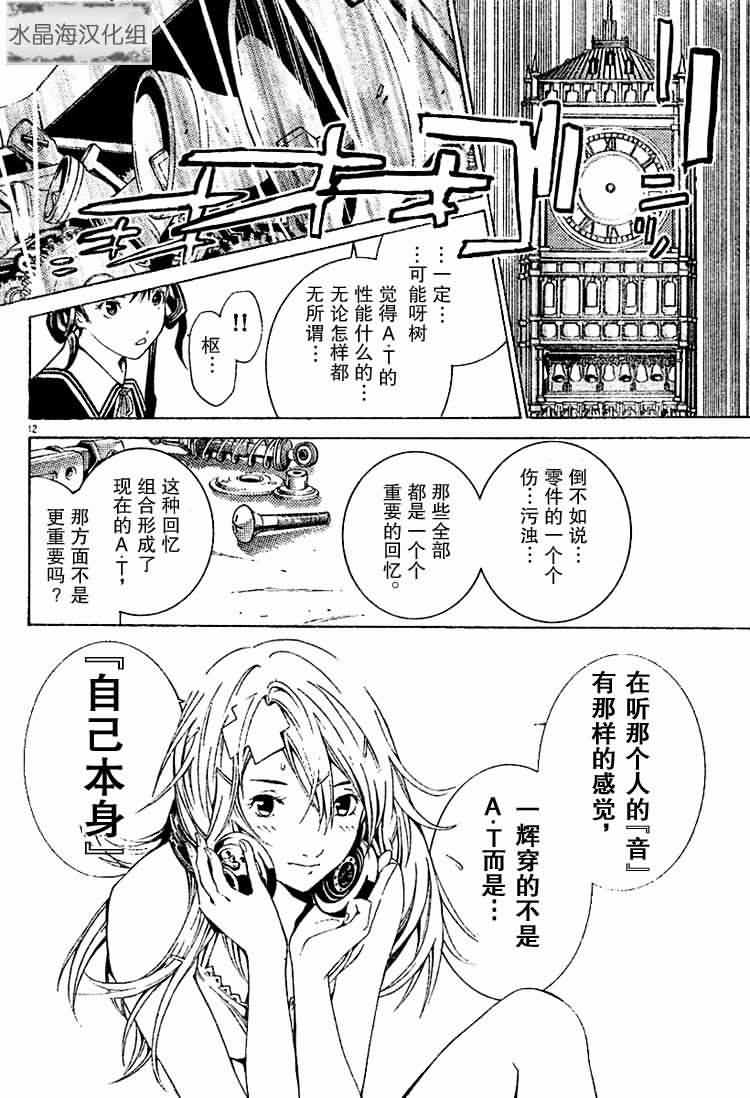 水晶海汉化组
キキキィ…ッ
…一定…
…可能呀树
觉得A·T的
性能什么的…
无论怎样都
无所谓…
!!
枢…
12
倒不如说…
零件的一个个
伤…污浊…
那些全部
都是一个个
重要的回忆。
这种回忆
组合形成了
现在的A·T，
那方面不是
更重要吗？
在听那个人的『音』
有那样的感觉，
一辉穿的不是
A·T而是…
『自己本身』